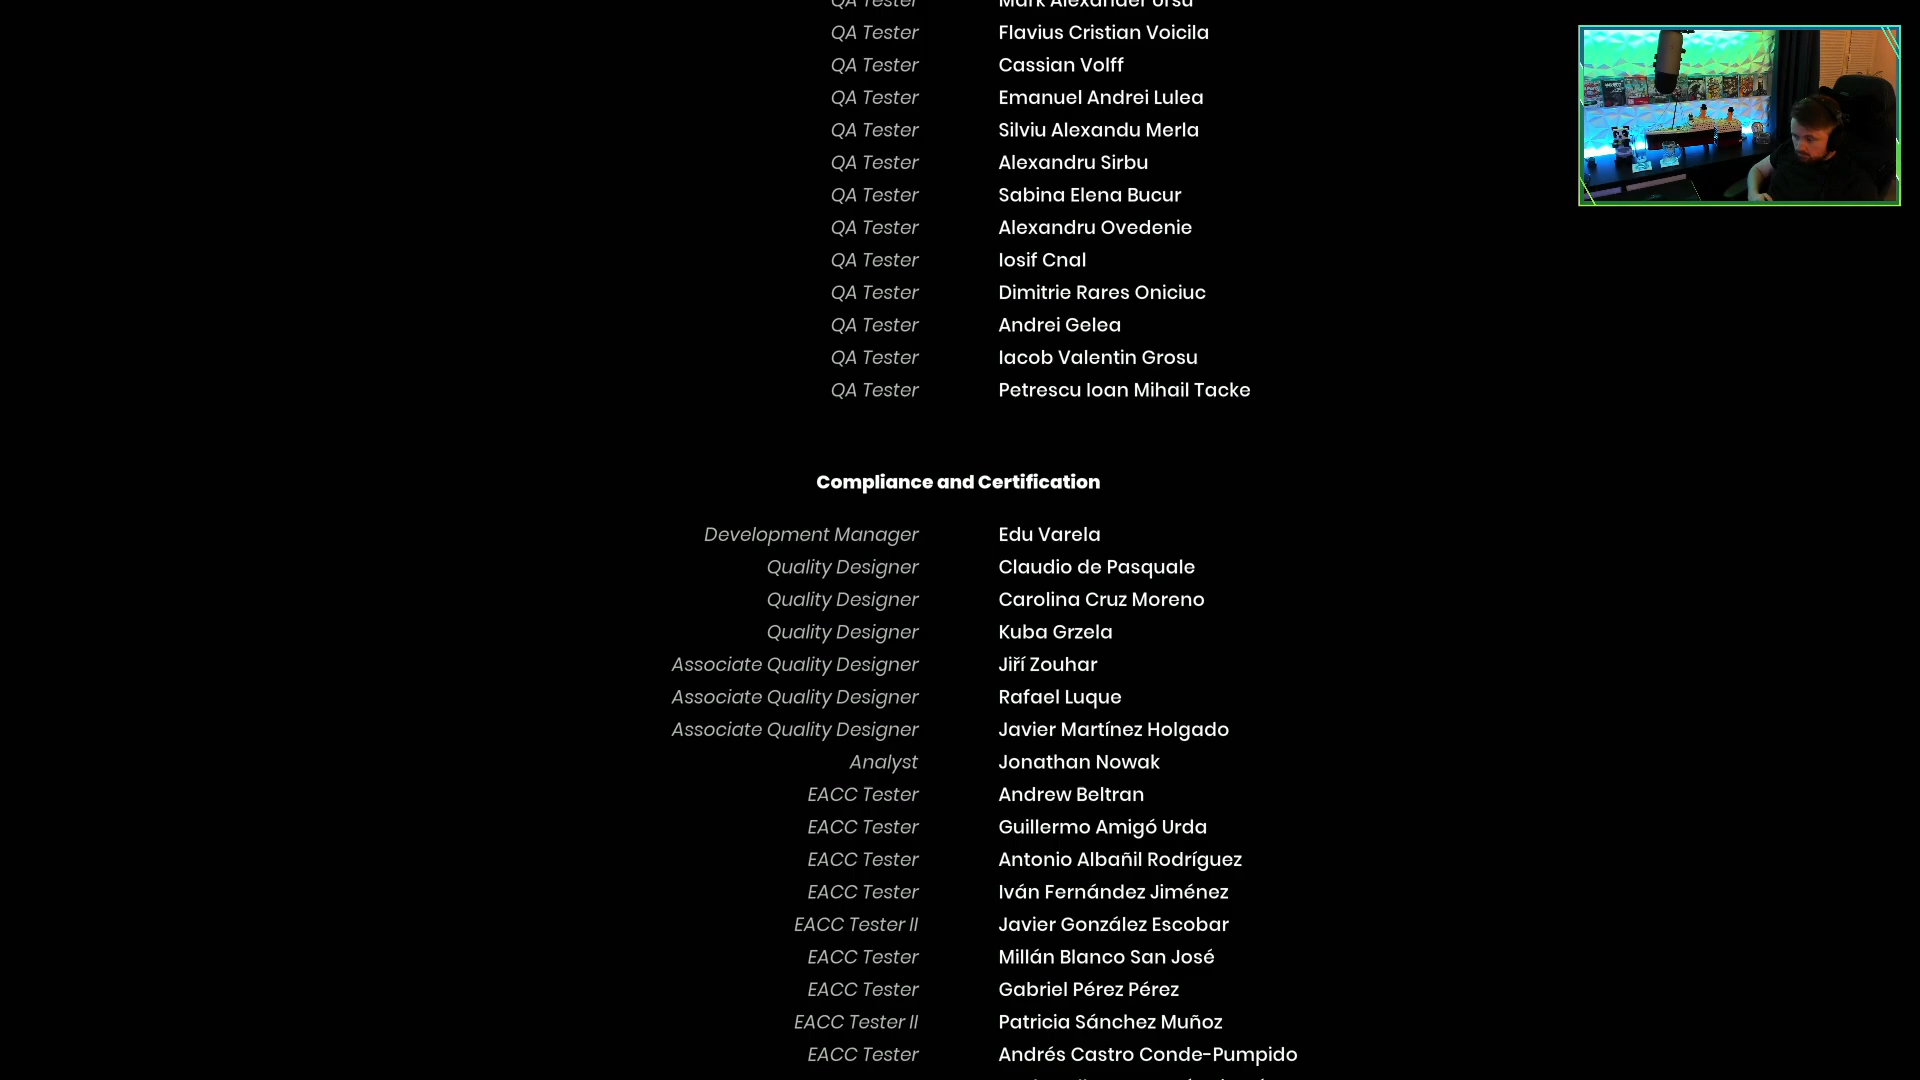 QA Tester Mark Alexander Ursu
QA Tester Flavius Cristian Voicila
QA Tester Cassian Volff
QA Tester Emanuel Andrei Lulea
QA Tester Silviu Alexandu Merla
QA Tester Alexandru Sirbu
QA Tester Sabina Elena Bucur
QA Tester Alexandru Ovedenie
QA Tester Iosif Cnal
QA Tester Dimitrie Rares Oniciuc
QA Tester Andrei Gelea
QA Tester Iacob Valentin Grosu
QA Tester Petrescu Ioan Mihail Tacke
Compliance and Certification
Development Manager Edu Varela
Quality Designer Claudio de Pasquale
Quality Designer Carolina Cruz Moreno
Quality Designer Kuba Grzela
Associate Quality Designer Jiří Zouhar
Associate Quality Designer Rafael Luque
Associate Quality Designer Javier Martínez Holgado
Analyst Jonathan Nowak
EACC Tester Andrew Beltran
EACC Tester Guillermo Amigó Urda
EACC Tester Antonio Albañil Rodríguez
EACC Tester Iván Fernández Jiménez
EACC Tester II Javier González Escobar
EACC Tester Millán Blanco San José
EACC Tester Gabriel Pérez Pérez
EACC Tester II Patricia Sánchez Muñoz
EACC Tester Andrés Castro Conde-Pumpido